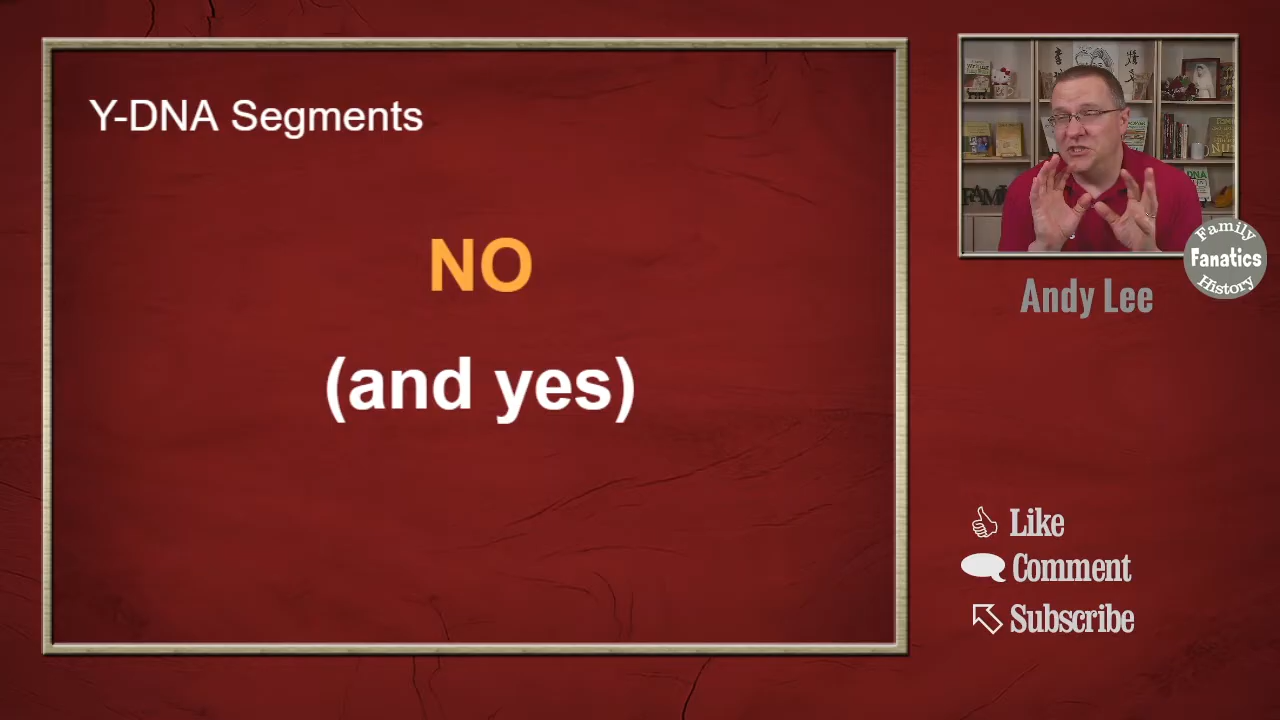 Y-DNA Segments
NO
(and yes)
Family
Fanatics
History
Andy Lee
Like
Comment
Subscribe